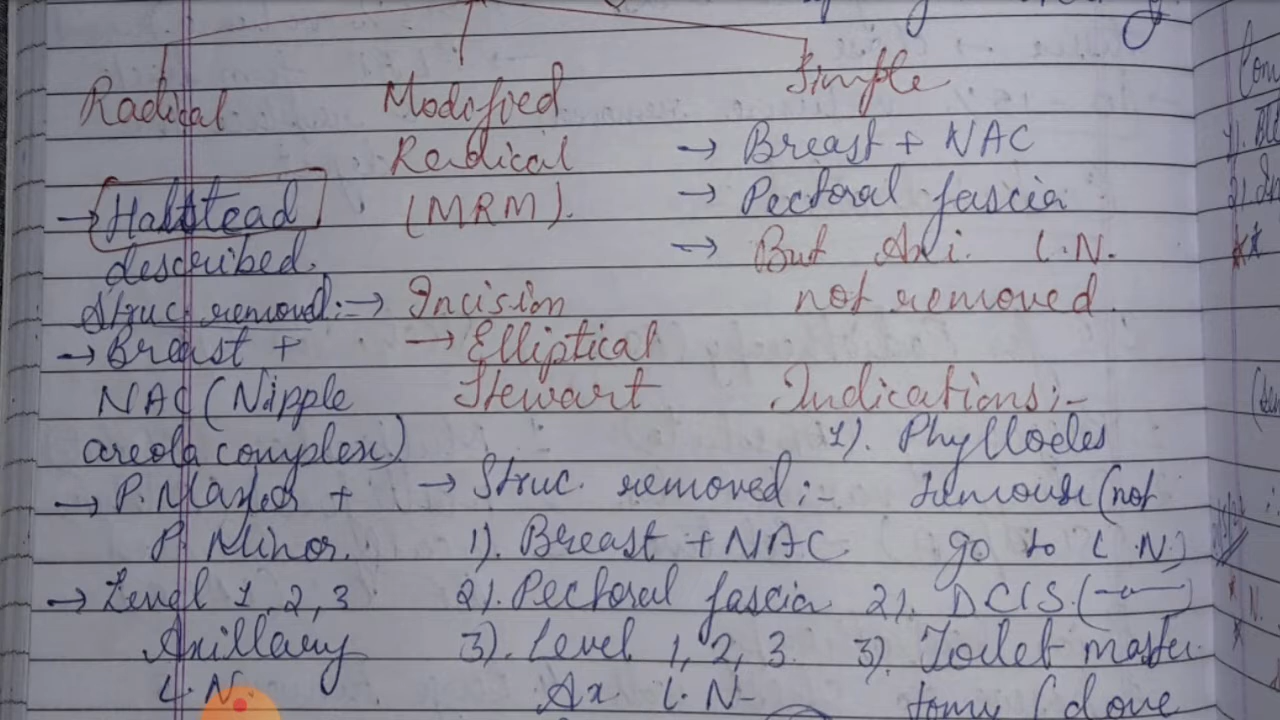 Radical
→ Halstead
described.
Struc. removed:→
→ Breast +
NAC (Nipple
areola complex)
→ P. Major +
P. Minor.
→ Level 1, 2, 3
Axillary
L.N.
Modified
Radical
(MRM).
Incision
→ Elliptical
Stewart
→ Struc. removed:-
1). Breast + NAC
2). Pectoral fascia
3). Level 1, 2, 3.
Ax L.N-
Simple
→ Breast + NAC
→ Pectoral fascia
→ But Axi. L.N.
not removed.
Indications:-
1). Phyllodes
(not
go to L.N)
2). DCIS.
3). Toilet mastec
tomy (done